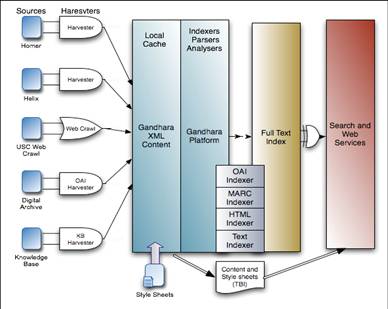 Sources
Haresvters
Homer
Harvester
Helix
Harvester
USC Web
Crawl
Web Crawl
Digital
Archive
OAI
Harvester
Knowledge
Base
KB
Harvester
Local
Cache
Gandhara
XML
Content
Indexers
Parsers
Analysers
Gandhara
Platform
OAI
Indexer
MARC
Indexer
HTML
Indexer
Text
Indexer
Full Text
Index
Search and
Web
Services
Style Sheets
Content and
Style sheets
(TBI)